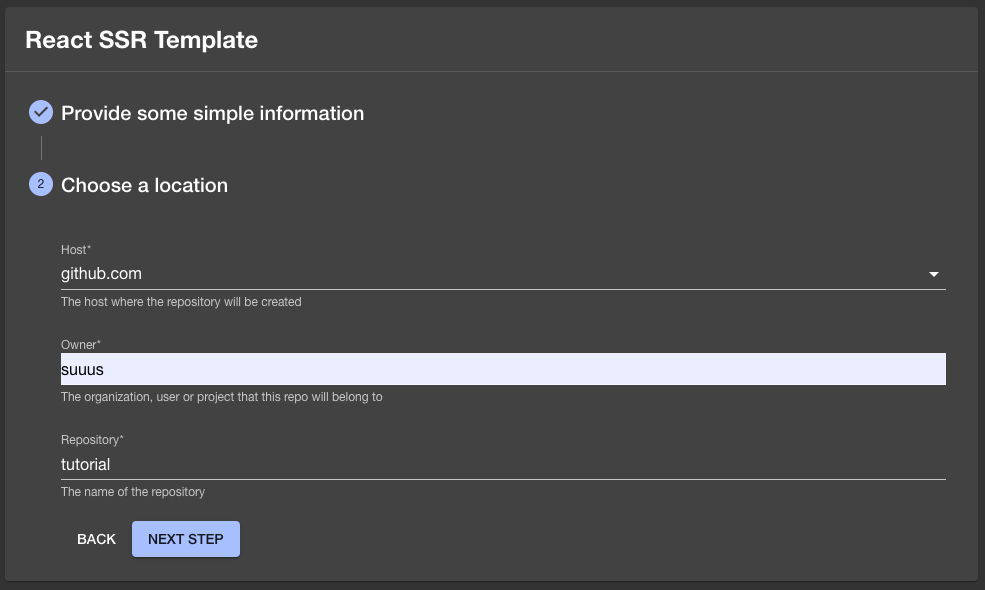 React SSR Template
Provide some simple information
2 Choose a location
Host*
github.com
The host where the repository will be created
Owner*
suuus
The organization, user or project that this repo will belong to
Repository*
tutorial
The name of the repository
BACK NEXT STEP